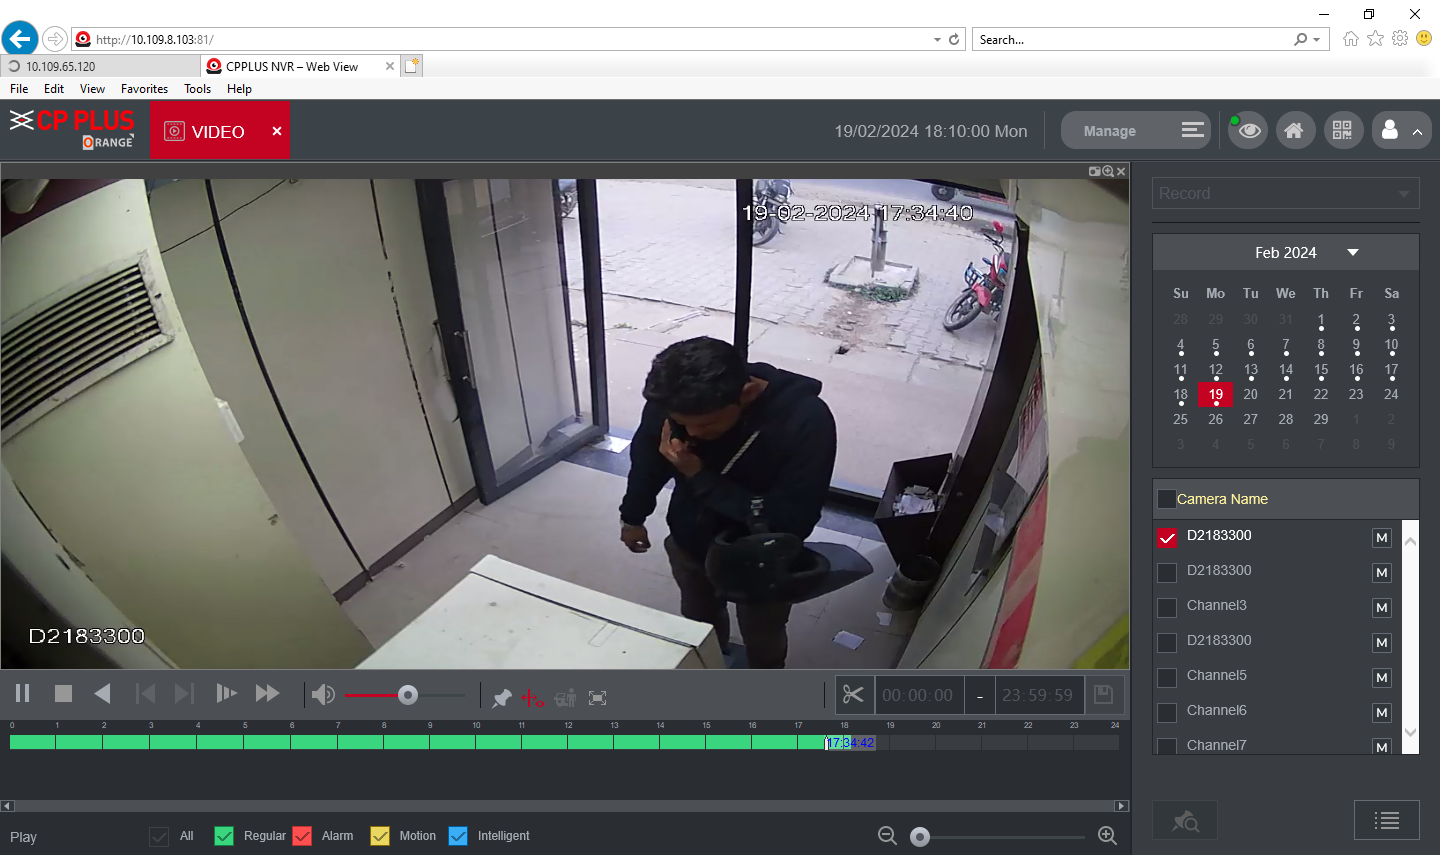 http://10.109.8.103:81/
Search...
10.109.65.120
CPPLUS NVR – Web View
File Edit View Favorites Tools Help
CP PLUS
ORANGE
VIDEO
19/02/2024 18:10:00 Mon
Manage
19-02-2024 17:34:40
D2183300
Record
Feb 2024
Su Mo Tu We Th Fr Sa
28 29 30 31 1 2 3
4 5 6 7 8 9 10
11 12 13 14 15 16 17
18 19 20 21 22 23 24
25 26 27 28 29 1 2
3 4 5 6 7 8 9
Camera Name
D2183300 M
D2183300 M
Channel3 M
D2183300 M
Channel5 M
Channel6 M
Channel7 M
00:00:00 - 23:59:59
0 1 2 3 4 5 6 7 8 9 10 11 12 13 14 15 16 17 18 19 20 21 22 23 24
17:34:42
Play
All Regular Alarm Motion Intelligent